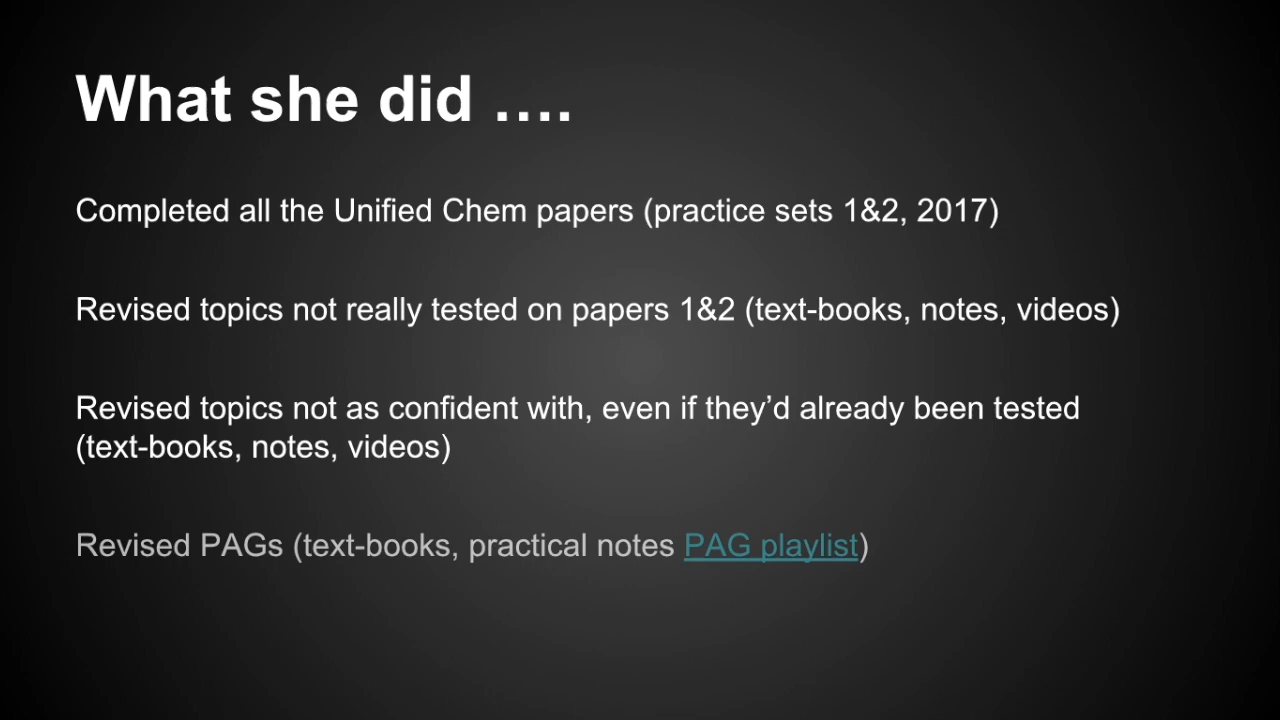 What she did ….
Completed all the Unified Chem papers (practice sets 1&2, 2017)
Revised topics not really tested on papers 1&2 (text-books, notes, videos)
Revised topics not as confident with, even if they’d already been tested
(text-books, notes, videos)
Revised PAGs (text-books, practical notes PAG playlist)